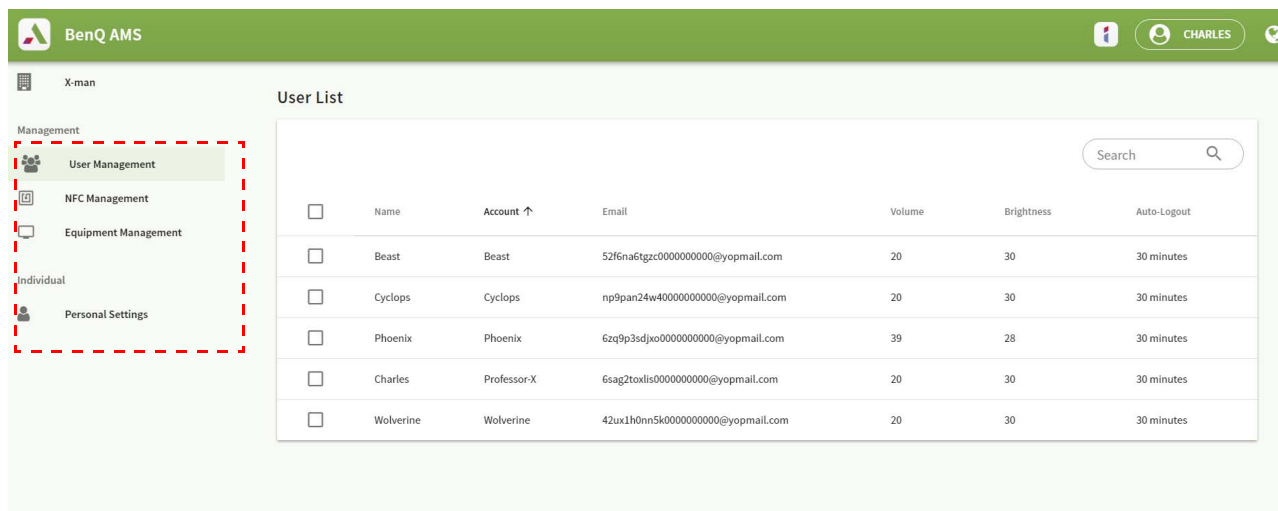 BenQ AMS
CHARLES
X-man
Management
User Management
NFC Management
Equipment Management
Individual
Personal Settings
User List
Search
Name Account ↑ Email Volume Brightness Auto-Logout
Beast Beast 52f6na6tgzc0000000000@yopmail.com 20 30 30 minutes
Cyclops Cyclops np9pan24w40000000000@yopmail.com 20 30 30 minutes
Phoenix Phoenix 6zq9p3sdjxo0000000000@yopmail.com 39 28 30 minutes
Charles Professor-X 6sag2toxlis0000000000@yopmail.com 20 30 30 minutes
Wolverine Wolverine 42ux1h0nn5k0000000000@yopmail.com 20 30 30 minutes